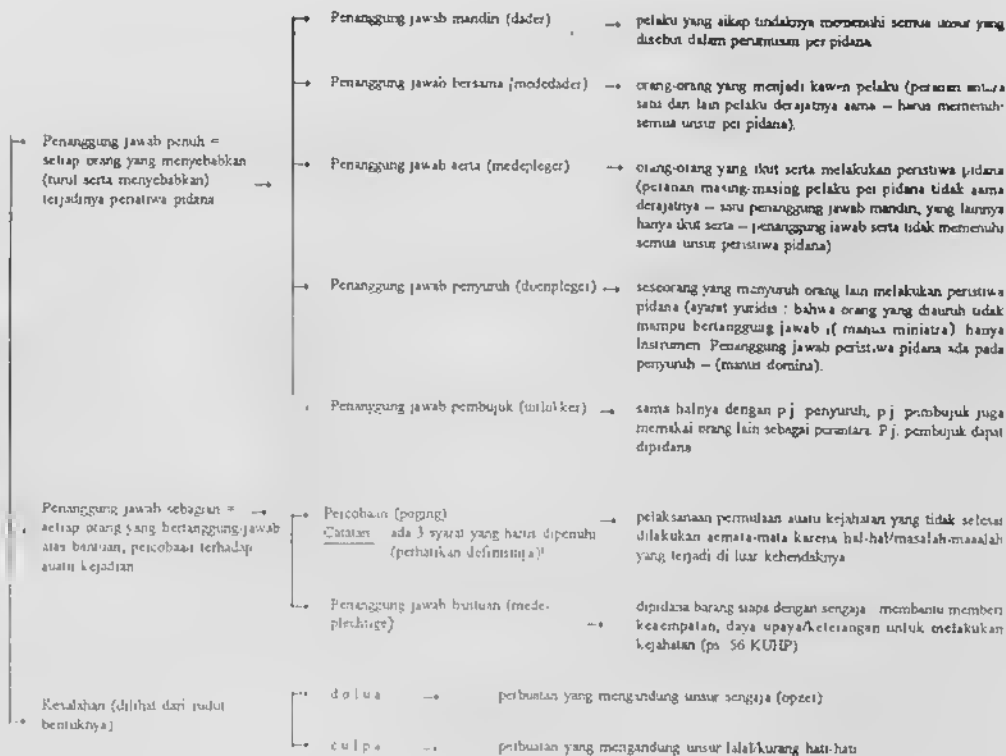 Penanggung jawab mandiri (dader)
pelaku yang sikap tindaknya memenuhi semua unsur yang
disebut dalam perumusan per pidana
Penanggung jawab bersama (mededader)
orang-orang yang menjadi kawan pelaku (peranan antara
satu dan lain pelaku derajatnya sama – harus memenuhi
semua unsur per pidana).
Penanggung jawab penuh =
setiap orang yang menyebabkan
(turut serta menyebabkan)
terjadinya peristiwa pidana
Penanggung jawab serta (medepleger)
orang-orang yang ikut serta melakukan peristiwa pidana
(peranan masing-masing pelaku per pidana tidak sama
derajatnya – satu penanggung jawab mandiri, yang lainnya
hanya ikut serta – penanggung jawab serta tidak memenuhi
semua unsur peristiwa pidana)
Penanggung jawab penyuruh (doenpleger)
seseorang yang menyuruh orang lain melakukan peristiwa
pidana (syarat yuridis : bahwa orang yang disuruh tidak
mampu bertanggung jawab (manus ministra) hanya
Instrumen Penanggung jawab peristiwa pidana ada pada
penyuruh – (manus domina).
Penanggung jawab pembujuk (uitlokker)
sama halnya dengan p j penyuruh, p j pembujuk juga
memakai orang lain sebagai perantara P j. pembujuk dapat
dipidana
Penanggung jawab sebagian =
setiap orang yang bertanggung-jawab
atas bantuan, percobaan terhadap
suatu kejadian
Percobaan (poging)
Catatan ada 3 syarat yang harus dipenuhi
(perhatikan definisinya)
pelaksanaan permulaan suatu kejahatan yang tidak selesai
dilakukan semata-mata karena hal-hal/masalah-masalah
yang terjadi di luar kehendaknya
Penanggung jawab bantuan (mede-
plechtige)
dipidana barang siapa dengan sengaja membantu memberi
kesempatan, daya upaya/keterangan untuk melakukan
kejahatan (ps 56 KUHP)
Kesalahan (dilihat dari sudut
bentuknya)
dolus
perbuatan yang mengandung unsur sengaja (opzet)
culpa
perbuatan yang mengandung unsur lalai/kurang hati-hati